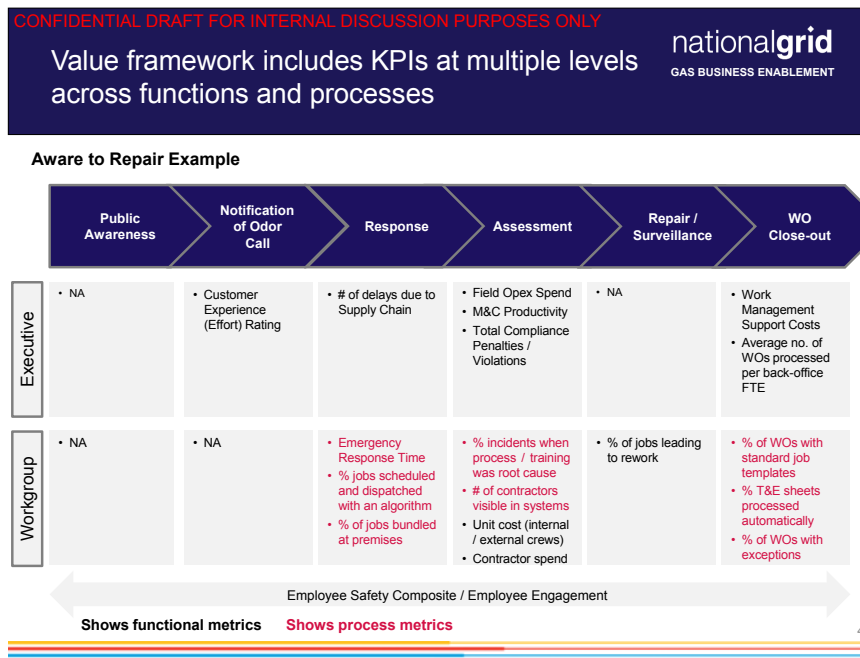 CONFIDENTIAL DRAFT FOR INTERNAL DISCUSSION PURPOSES ONLY
Value framework includes KPIs at multiple levels
across functions and processes
nationalgrid
GAS BUSINESS ENABLEMENT
Aware to Repair Example
Public
Awareness
Notification
of Odor
Call
Response
Assessment
Repair /
Surveillance
WO
Close-out
Executive
• NA
• Customer
Experience
(Effort) Rating
• # of delays due to
Supply Chain
• Field Opex Spend
• M&C Productivity
• Total Compliance
Penalties /
Violations
• NA
• Work
Management
Support Costs
• Average no. of
WOs processed
per back-office
FTE
Workgroup
• NA
• NA
• Emergency
Response Time
• % jobs scheduled
and dispatched
with an algorithm
• % of jobs bundled
at premises
• % incidents when
process / training
was root cause
• # of contractors
visible in systems
• Unit cost (internal
/ external crews)
• Contractor spend
• % of jobs leading
to rework
• % of WOs with
standard job
templates
• % T&E sheets
processed
automatically
• % of WOs with
exceptions
Employee Safety Composite / Employee Engagement
Shows functional metrics Shows process metrics